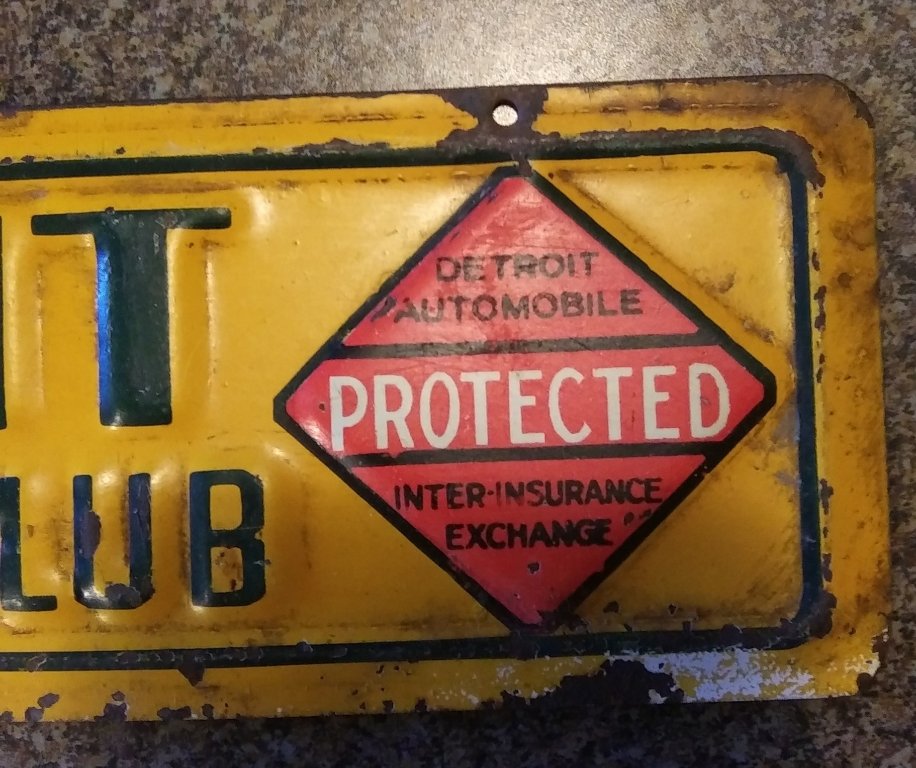 IT
DETROIT
AUTOMOBILE
PROTECTED
INTER-INSURANCE
EXCHANGE
LUB